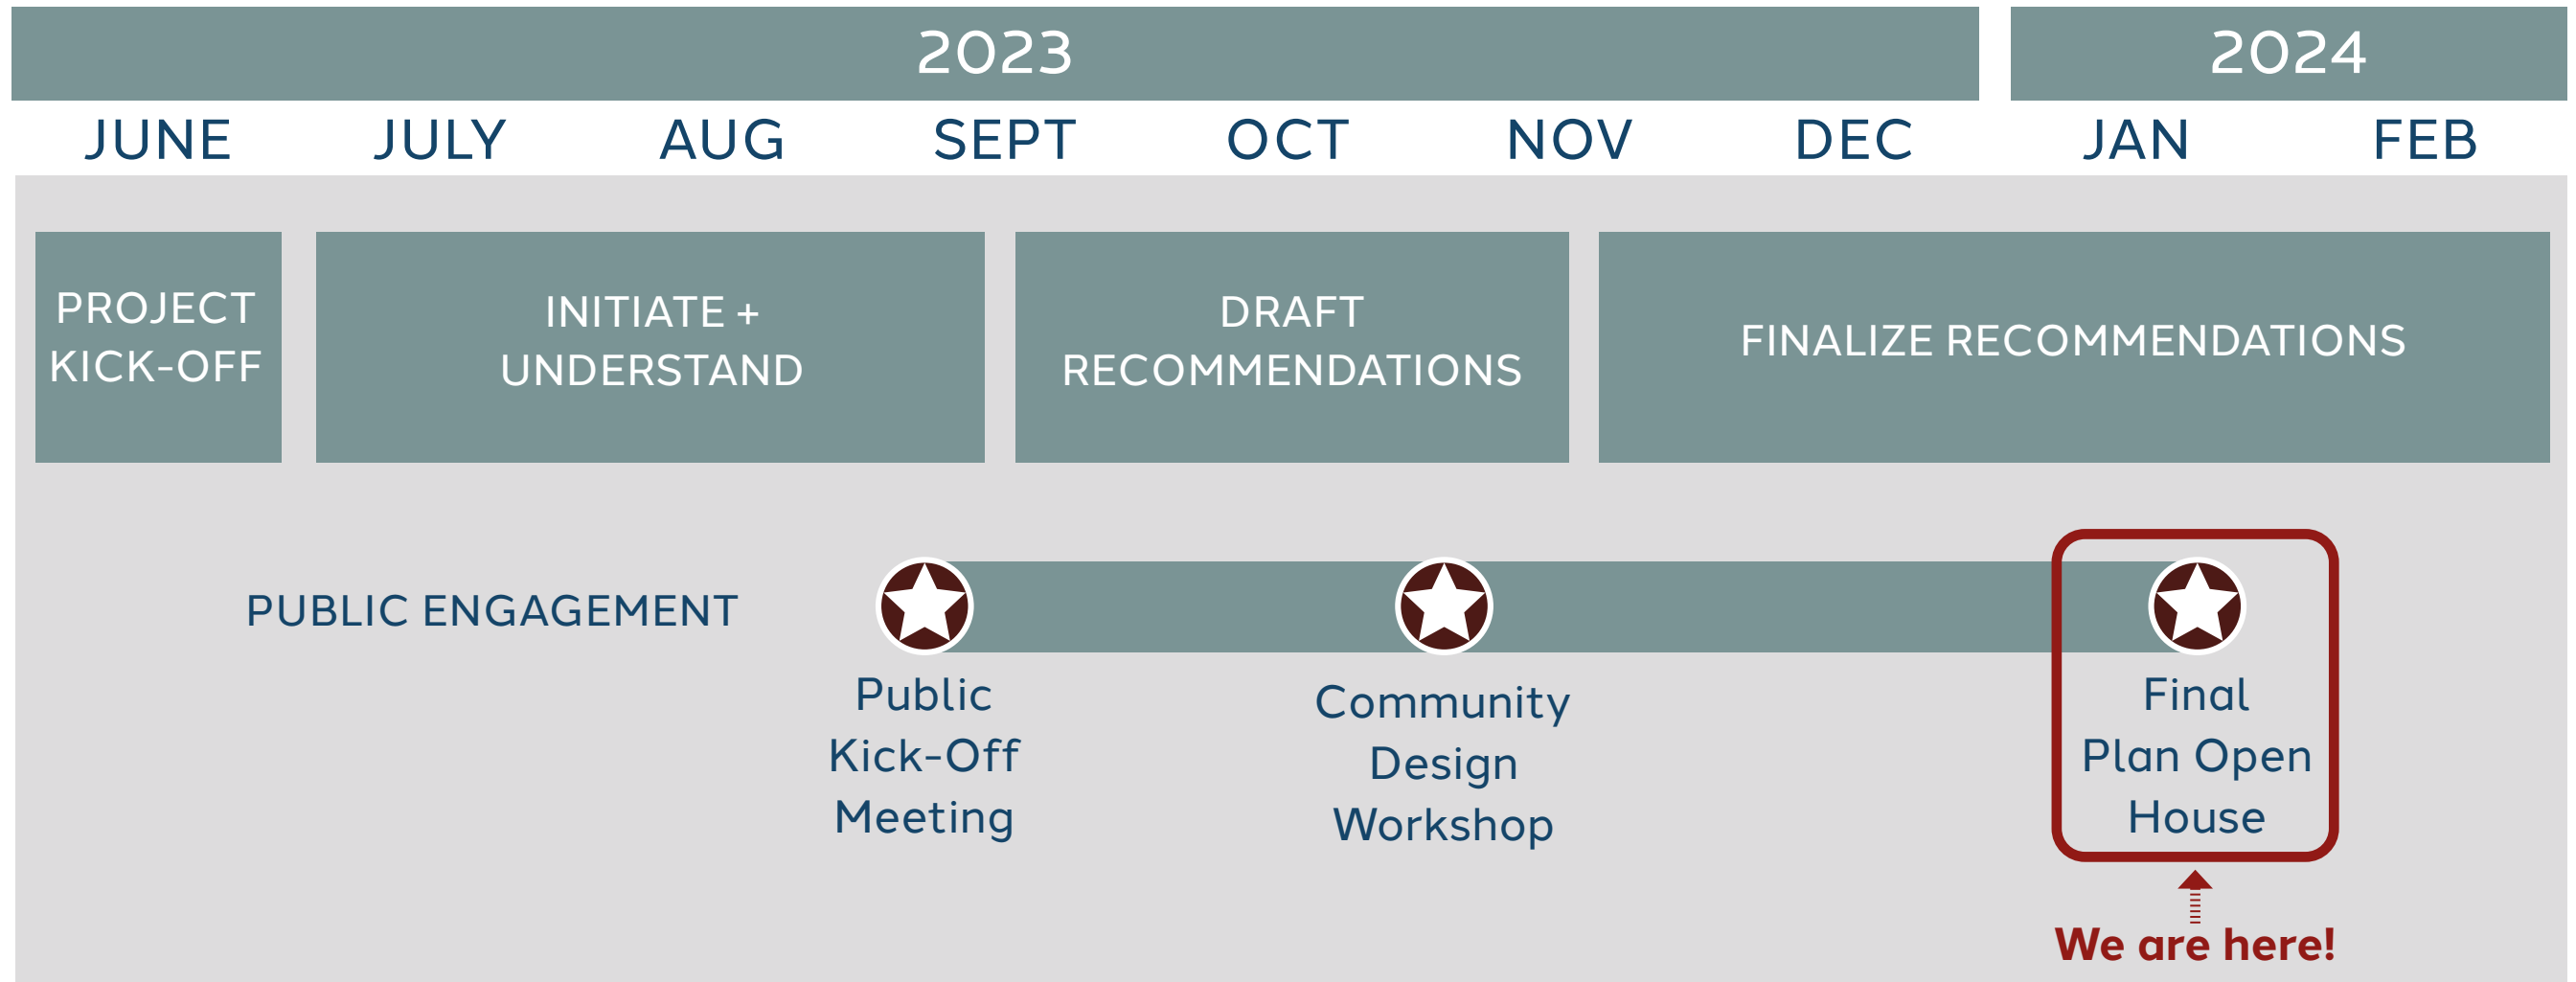 2023 2024
JUNE JULY AUG SEPT OCT NOV DEC JAN FEB
PROJECT
KICK-OFF
INITIATE +
UNDERSTAND
DRAFT
RECOMMENDATIONS
FINALIZE RECOMMENDATIONS
PUBLIC ENGAGEMENT
Public
Kick-Off
Meeting
Community
Design
Workshop
Final
Plan Open
House
We are here!